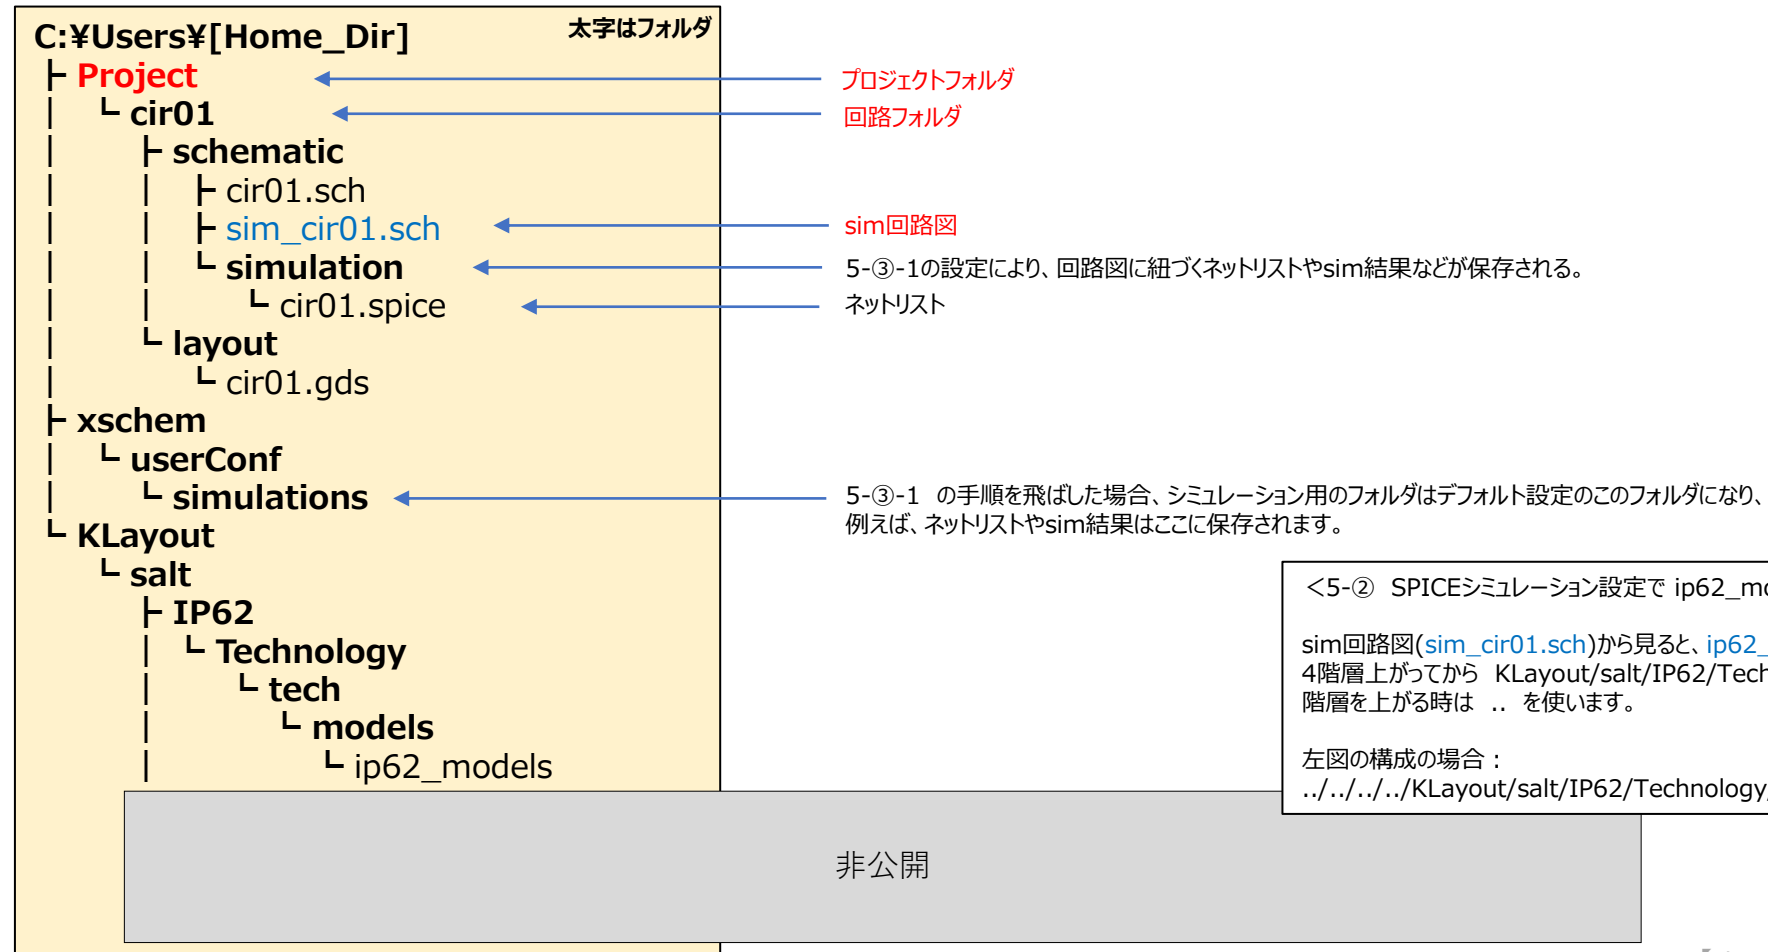 C:¥Users¥[Home_Dir] 太字はフォルダ
├ Project プロジェクトフォルダ
│ └ cir01 回路フォルダ
│ ├ schematic
│ │ ├ cir01.sch
│ │ ├ sim_cir01.sch sim回路図
│ │ └ simulation 5-③-1の設定により、回路図に紐づくネットリストやsim結果などが保存される。
│ │ └ cir01.spice ネットリスト
│ └ layout
│ └ cir01.gds
├ xschem
│ └ userConf
│ └ simulations 5-③-1 の手順を飛ばした場合、シミュレーション用のフォルダはデフォルト設定のこのフォルダになり、
例えば、ネットリストやsim結果はここに保存されます。
└ KLayout
└ salt
├ IP62
│ └ Technology
│ └ tech
│ └ models
│ └ ip62_models
<5-② SPICEシミュレーション設定で ip62_mo
sim回路図(sim_cir01.sch)から見ると、ip62_
4階層上がってから KLayout/salt/IP62/Tech
階層を上がる時は .. を使います。
左図の構成の場合：
../../../../KLayout/salt/IP62/Technology/
非公開